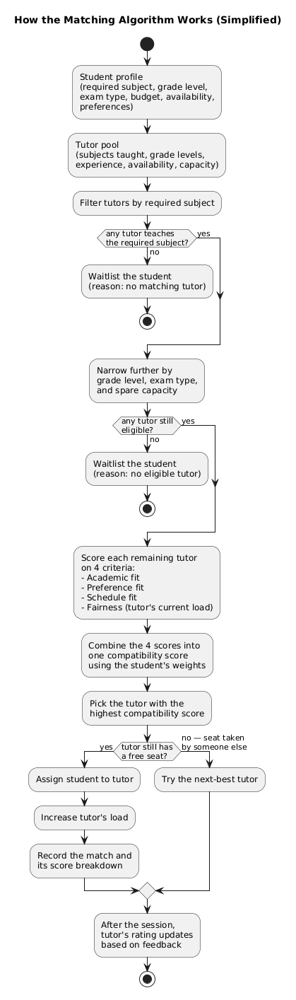 How the Matching Algorithm Works (Simplified)
Student profile
(required subject, grade level,
exam type, budget, availability,
preferences)
Tutor pool
(subjects taught, grade levels,
experience, availability, capacity)
Filter tutors by required subject
any tutor teaches
the required subject?
yes
no
Waitlist the student
(reason: no matching tutor)
Narrow further by
grade level, exam type,
and spare capacity
any tutor still
eligible?
yes
no
Waitlist the student
(reason: no eligible tutor)
Score each remaining tutor
on 4 criteria:
- Academic fit
- Preference fit
- Schedule fit
- Fairness (tutor's current load)
Combine the 4 scores into
one compatibility score
using the student's weights
Pick the tutor with the
highest compatibility score
tutor still has
a free seat?
yes
no — seat taken
by someone else
Assign student to tutor
Increase tutor's load
Record the match and
its score breakdown
Try the next-best tutor
After the session,
tutor's rating updates
based on feedback